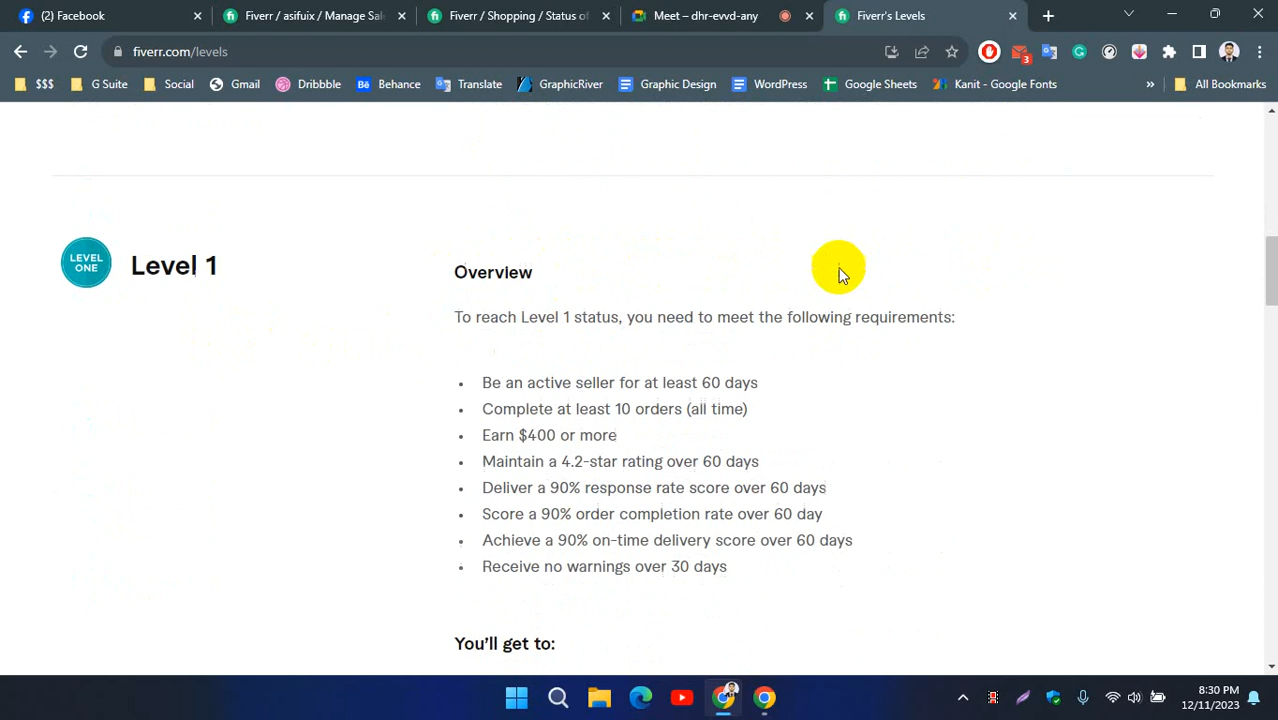 (2) Facebook
Fiverr / asifuix / Manage Sal
Fiverr / Shopping / Status of
Meet – dhr-ewvd-any
Fiverr's Levels
fiverr.com/levels
3
$$$
G Suite
Social
Gmail
Dribbble
Behance
Translate
GraphicRiver
Graphic Design
WordPress
Google Sheets
Kanit - Google Fonts
»
All Bookmarks
LEVEL
ONE
Level 1
Overview
To reach Level 1 status, you need to meet the following requirements:
• Be an active seller for at least 60 days
• Complete at least 10 orders (all time)
• Earn $400 or more
• Maintain a 4.2-star rating over 60 days
• Deliver a 90% response rate score over 60 days
• Score a 90% order completion rate over 60 day
• Achieve a 90% on-time delivery score over 60 days
• Receive no warnings over 30 days
You'll get to:
8:30 PM
12/11/2023